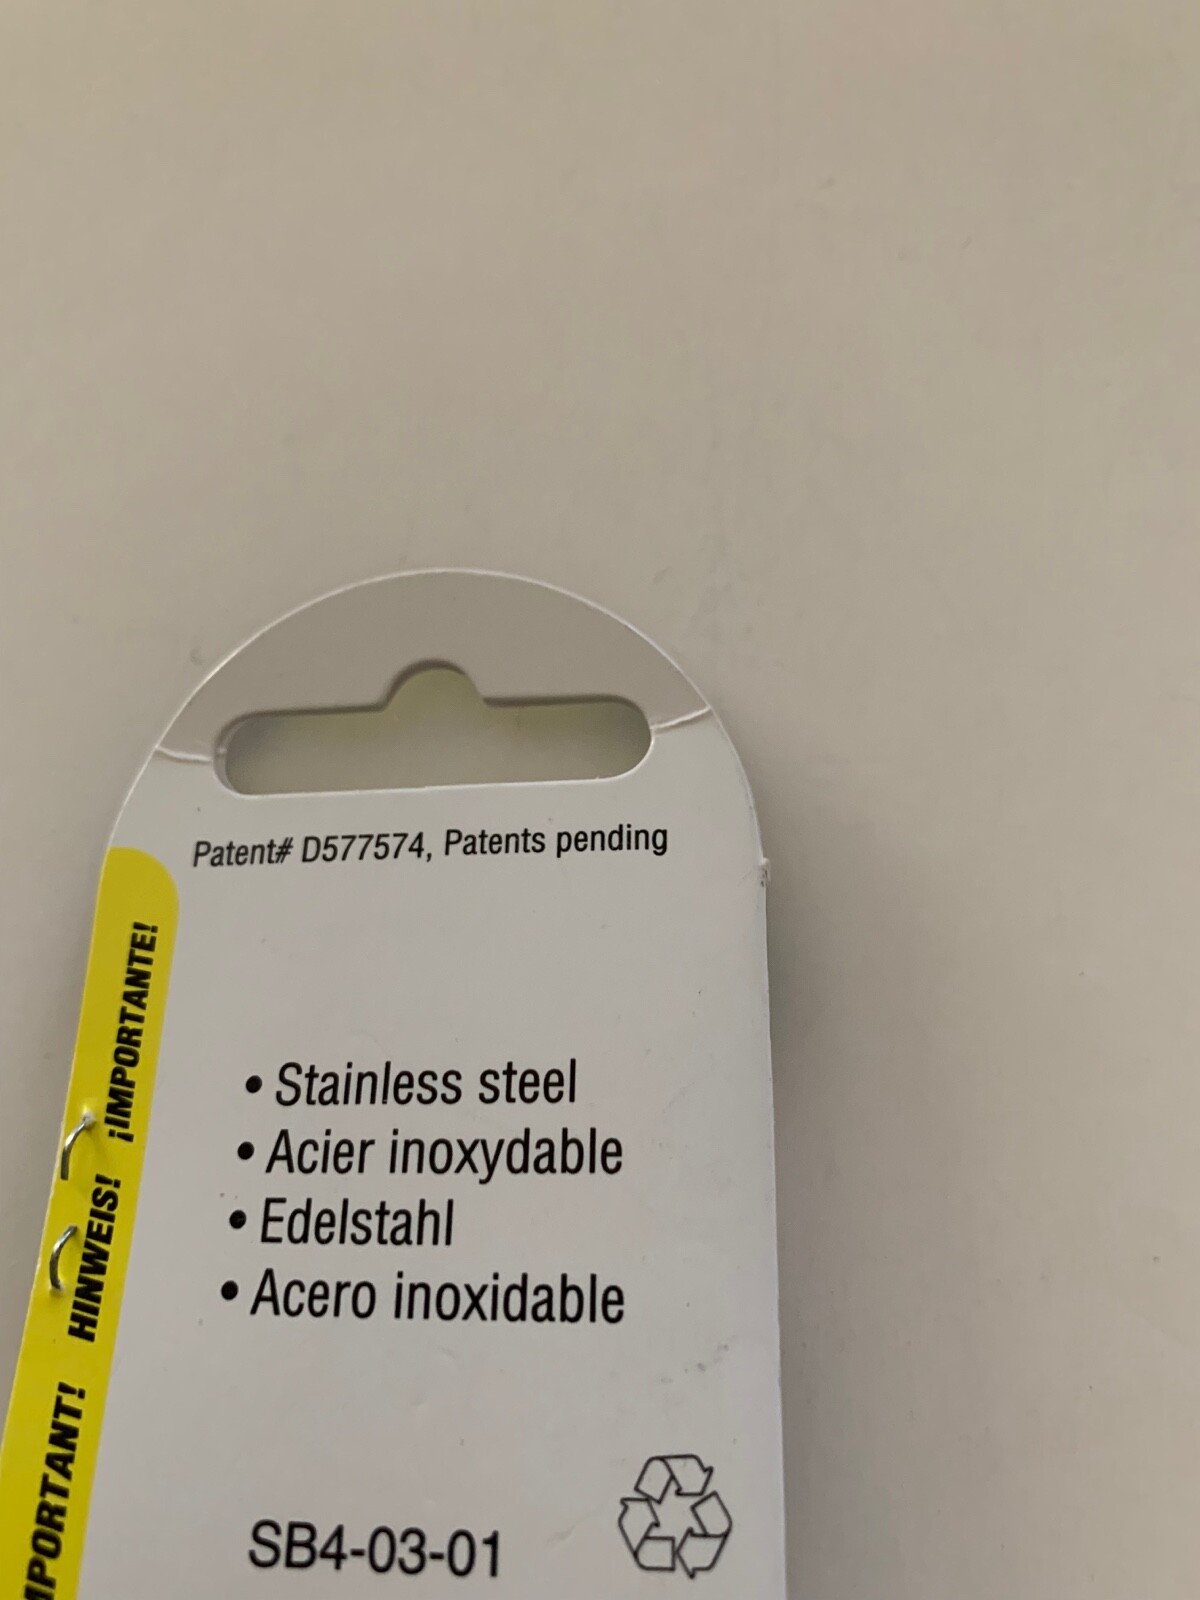 Patent# D577574, Patents pending
• Stainless steel
• Acier inoxydable
• Edelstahl
• Acero inoxidable
SB4-03-01
¡IMPORTANTE!
HINWEIS!
IMPORTANT!